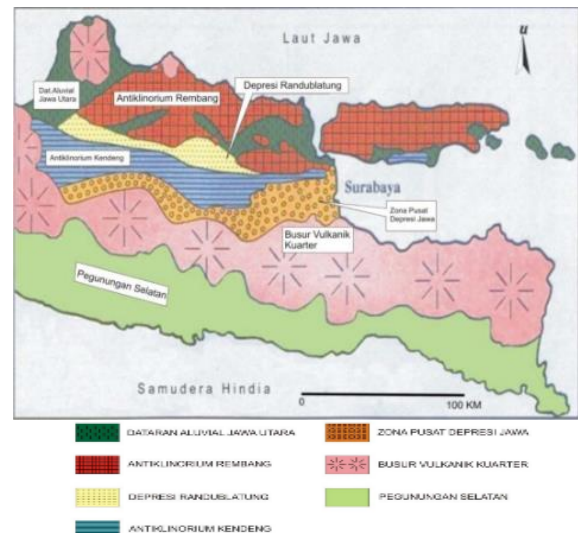 Laut Jawa
u
Dat.Aluvial
Jawa Utara
Antiklinorium Rembang
Depresi Randublatung
Antiklinorium Kendeng
Surabaya
Zona Pusat
Depresi Jawa
Busur Vulkanik
Kuarter
Pegunungan Selatan
Samudera Hindia
0
100 KM
DATARAN ALUVIAL JAWA UTARA
ZONA PUSAT DEPRESI JAWA
ANTIKLINORIUM REMBANG
BUSUR VULKANIK KUARTER
DEPRESI RANDUBLATUNG
PEGUNUNGAN SELATAN
ANTIKLINORIUM KENDENG